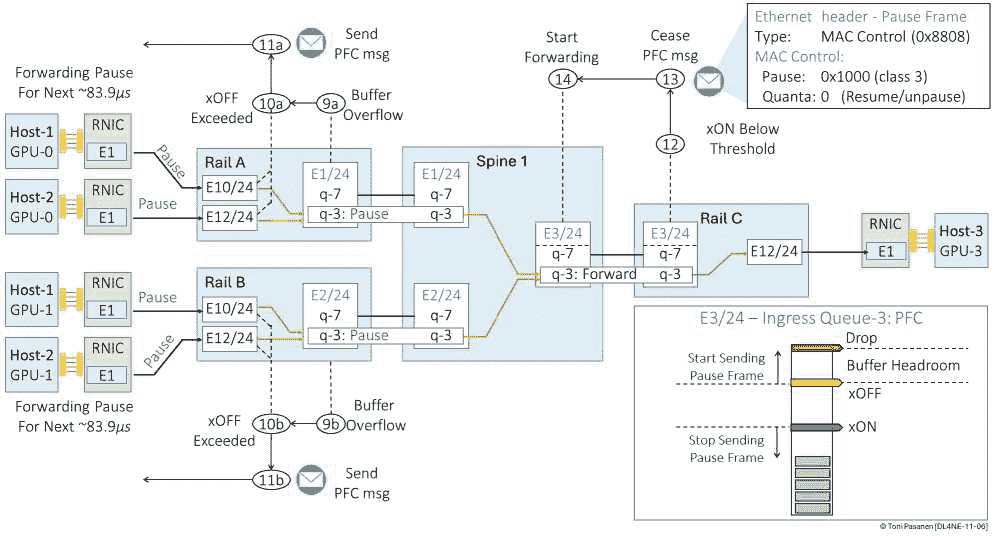 11a
Send
PFC msg
Forwarding Pause
For Next ~83.9µs
xOFF
Exceeded
10a
9a
Buffer
Overflow
Start
Forwarding
14
Cease
PFC msg
13
12
xON Below
Threshold
Ethernet header - Pause Frame
Type: MAC Control (0x8808)
MAC Control:
Pause: 0x1000 (class 3)
Quanta: 0 (Resume/unpause)
Host-1
GPU-0
RNIC
E1
Pause
Host-2
GPU-0
RNIC
E1
Pause
Rail A
E10/24
E12/24
E1/24
q-7
q-3: Pause
Spine 1
E1/24
q-7
q-3
E3/24
q-7
q-3: Forward
Rail C
E3/24
q-7
q-3
E12/24
RNIC
E1
Host-3
GPU-3
Host-1
GPU-1
RNIC
E1
Pause
Host-2
GPU-1
RNIC
E1
Pause
Rail B
E10/24
E12/24
E2/24
q-7
q-3: Pause
E2/24
q-7
q-3
Forwarding Pause
For Next ~83.9µs
xOFF
Exceeded
10b
9b
Buffer
Overflow
11b
Send
PFC msg
E3/24 – Ingress Queue-3: PFC
Drop
Start Sending
Pause Frame
Buffer Headroom
xOFF
xON
Stop Sending
Pause Frame
© Toni Pasanen [DL4NE-11-06]